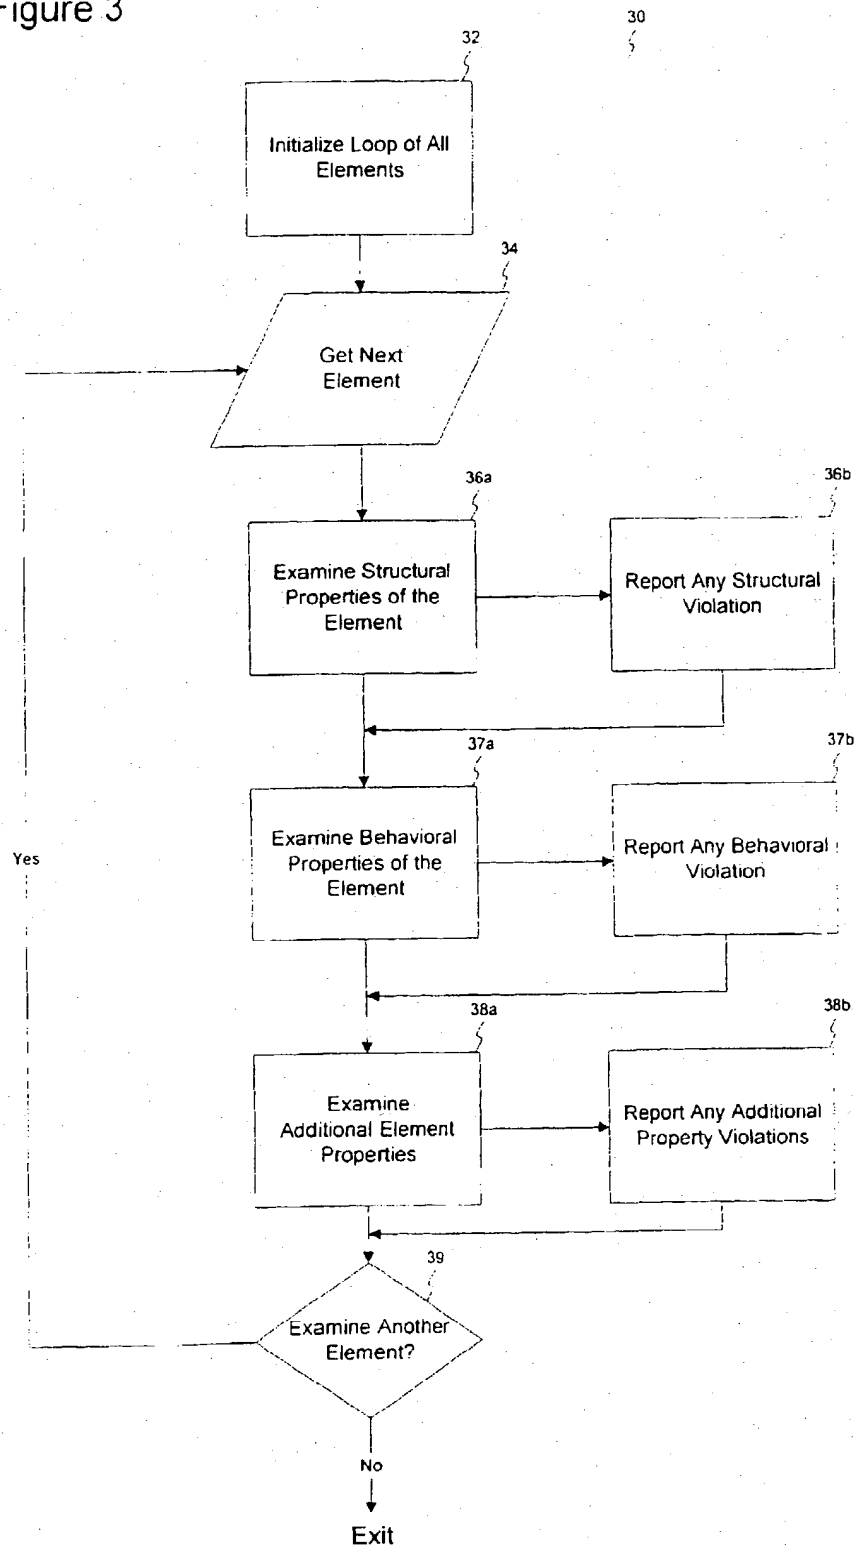 Figure 3
30
32
Initialize Loop of All
Elements
34
Get Next
Element
36a
36b
Examine Structural
Properties of the
Element
Report Any Structural
Violation
37a
37b
Examine Behavioral
Properties of the
Element
Report Any Behavioral
Violation
Yes
38a
38b
Examine
Additional Element
Properties
Report Any Additional
Property Violations
39
Examine Another
Element?
No
Exit